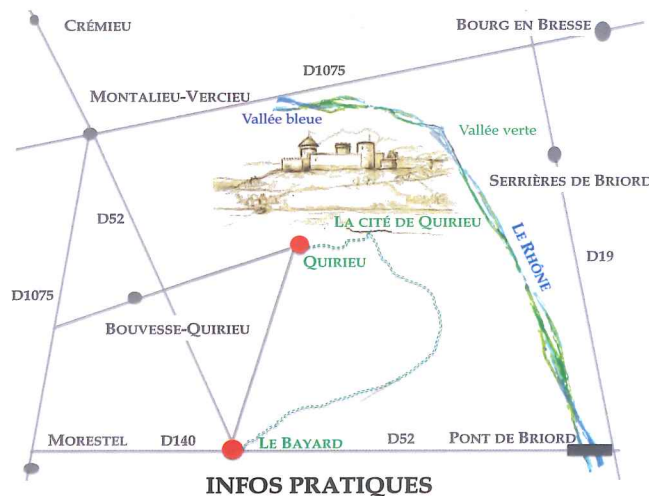 CRÉMIEU
BOURG EN BRESSE
D1075
MONTALIEU-VERCIEU
Vallée bleue
Vallée verte
SERRIÈRES DE BRIORD
D52
LA CITÉ DE QUIRIEU
LE RHÔNE
QUIRIEU
D19
D1075
BOUVESSE-QUIRIEU
MORESTEL
D140
LE BAYARD
D52
PONT DE BRIORD
INFOS PRATIQUES